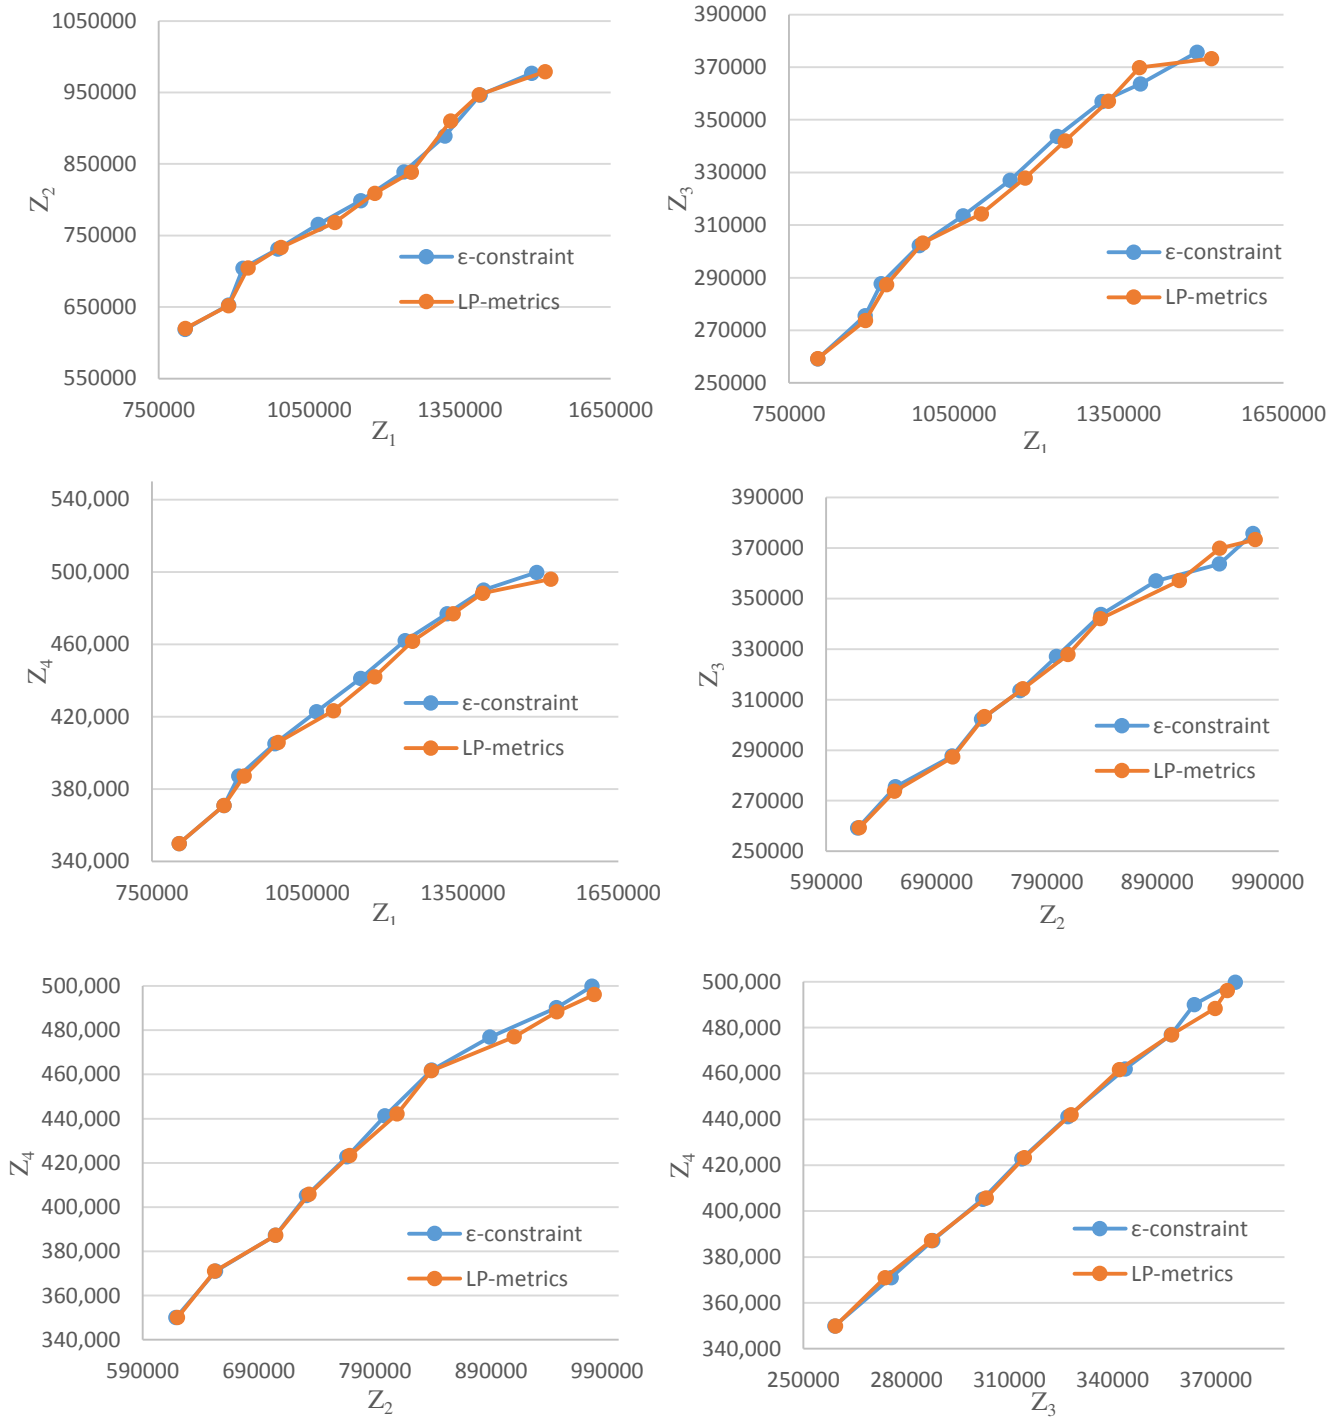 1050000
950000
850000
750000
650000
550000
Z2
ε-constraint
LP-metrics
750000 1050000 1350000 1650000
Z1
390000
370000
350000
330000
310000
290000
270000
250000
Z3
ε-constraint
LP-metrics
750000 1050000 1350000 1650000
Z1
540,000
500,000
460,000
420,000
380,000
340,000
Z4
ε-constraint
LP-metrics
750000 1050000 1350000 1650000
Z1
390000
370000
350000
330000
310000
290000
270000
250000
Z3
ε-constraint
LP-metrics
590000 690000 790000 890000 990000
Z2
500,000
480,000
460,000
440,000
420,000
400,000
380,000
360,000
340,000
Z4
ε-constraint
LP-metrics
590000 690000 790000 890000 990000
Z2
500,000
480,000
460,000
440,000
420,000
400,000
380,000
360,000
340,000
Z4
ε-constraint
LP-metrics
250000 280000 310000 340000 370000
Z3